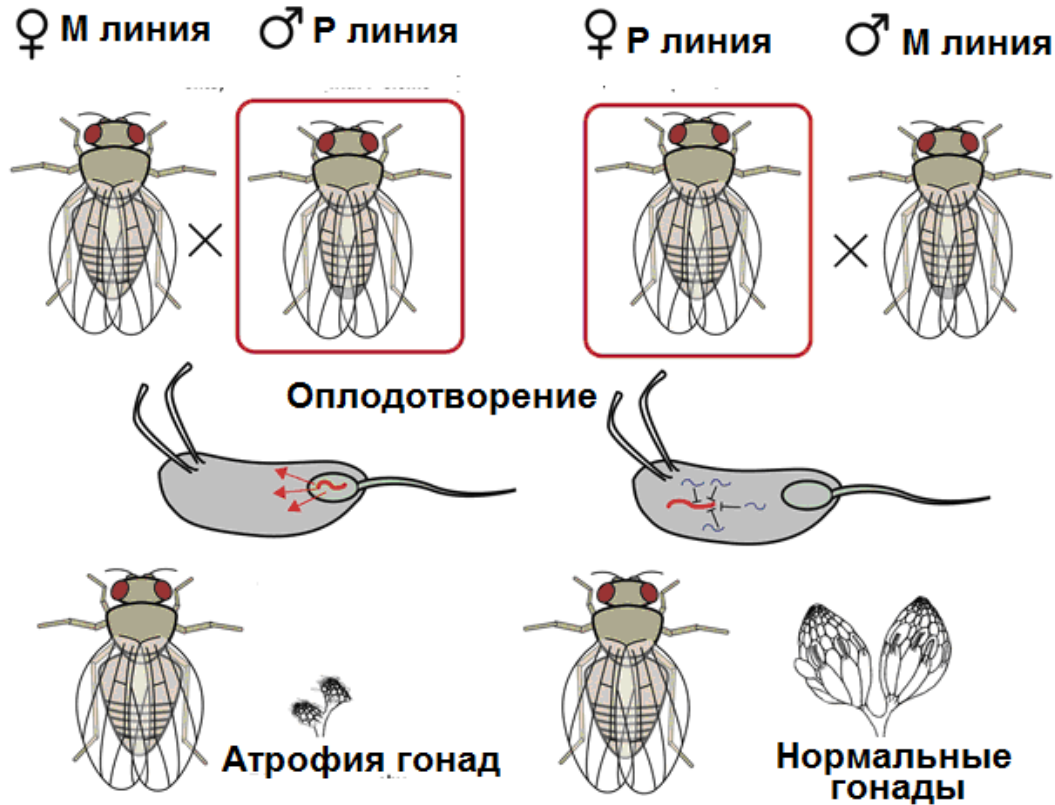 ♀ М линия ♂ Р линия ♀ Р линия ♂ М линия
Оплодотворение
Атрофия гонад
Нормальные
гонады